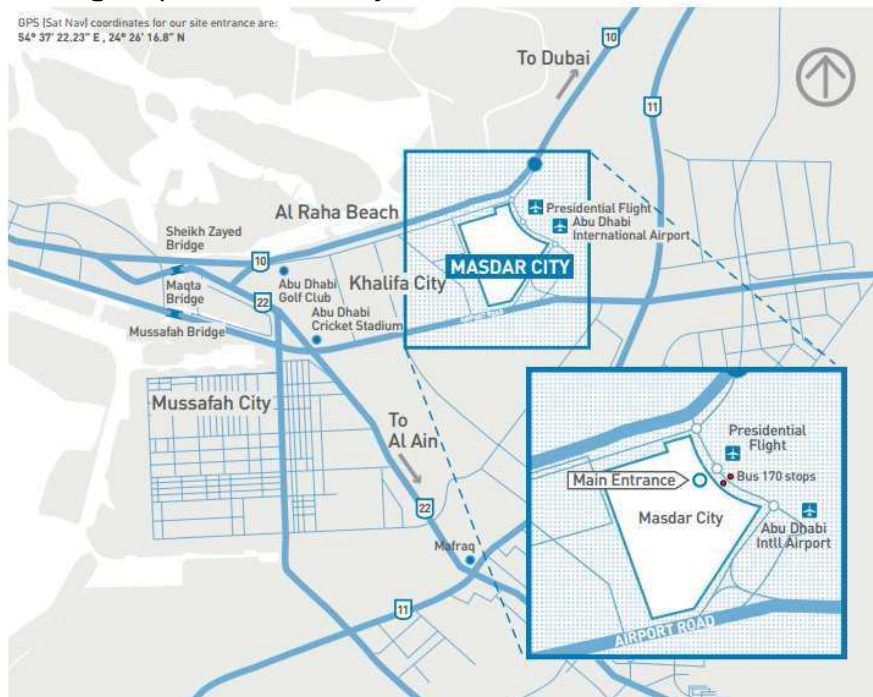 GPS (Sat Nav) coordinates for our site entrance are:
54º 37' 22,23" E , 24º 26' 16.8" N
To Dubai
10
11
Al Raha Beach
Presidential Flight
Abu Dhabi
International Airport
Sheikh Zayed
Bridge
10
MASDAR CITY
Khalifa City
Maqta
Bridge
22
Abu Dhabi
Golf Club
Abu Dhabi
Cricket Stadium
Mussafah Bridge
Mussafah City
To
Al Ain
22
Mafraq
11
Presidential
Flight
Bus 170 stops
Main Entrance
Masdar City
Abu Dhabi
Intll Airport
AIRPORT ROAD